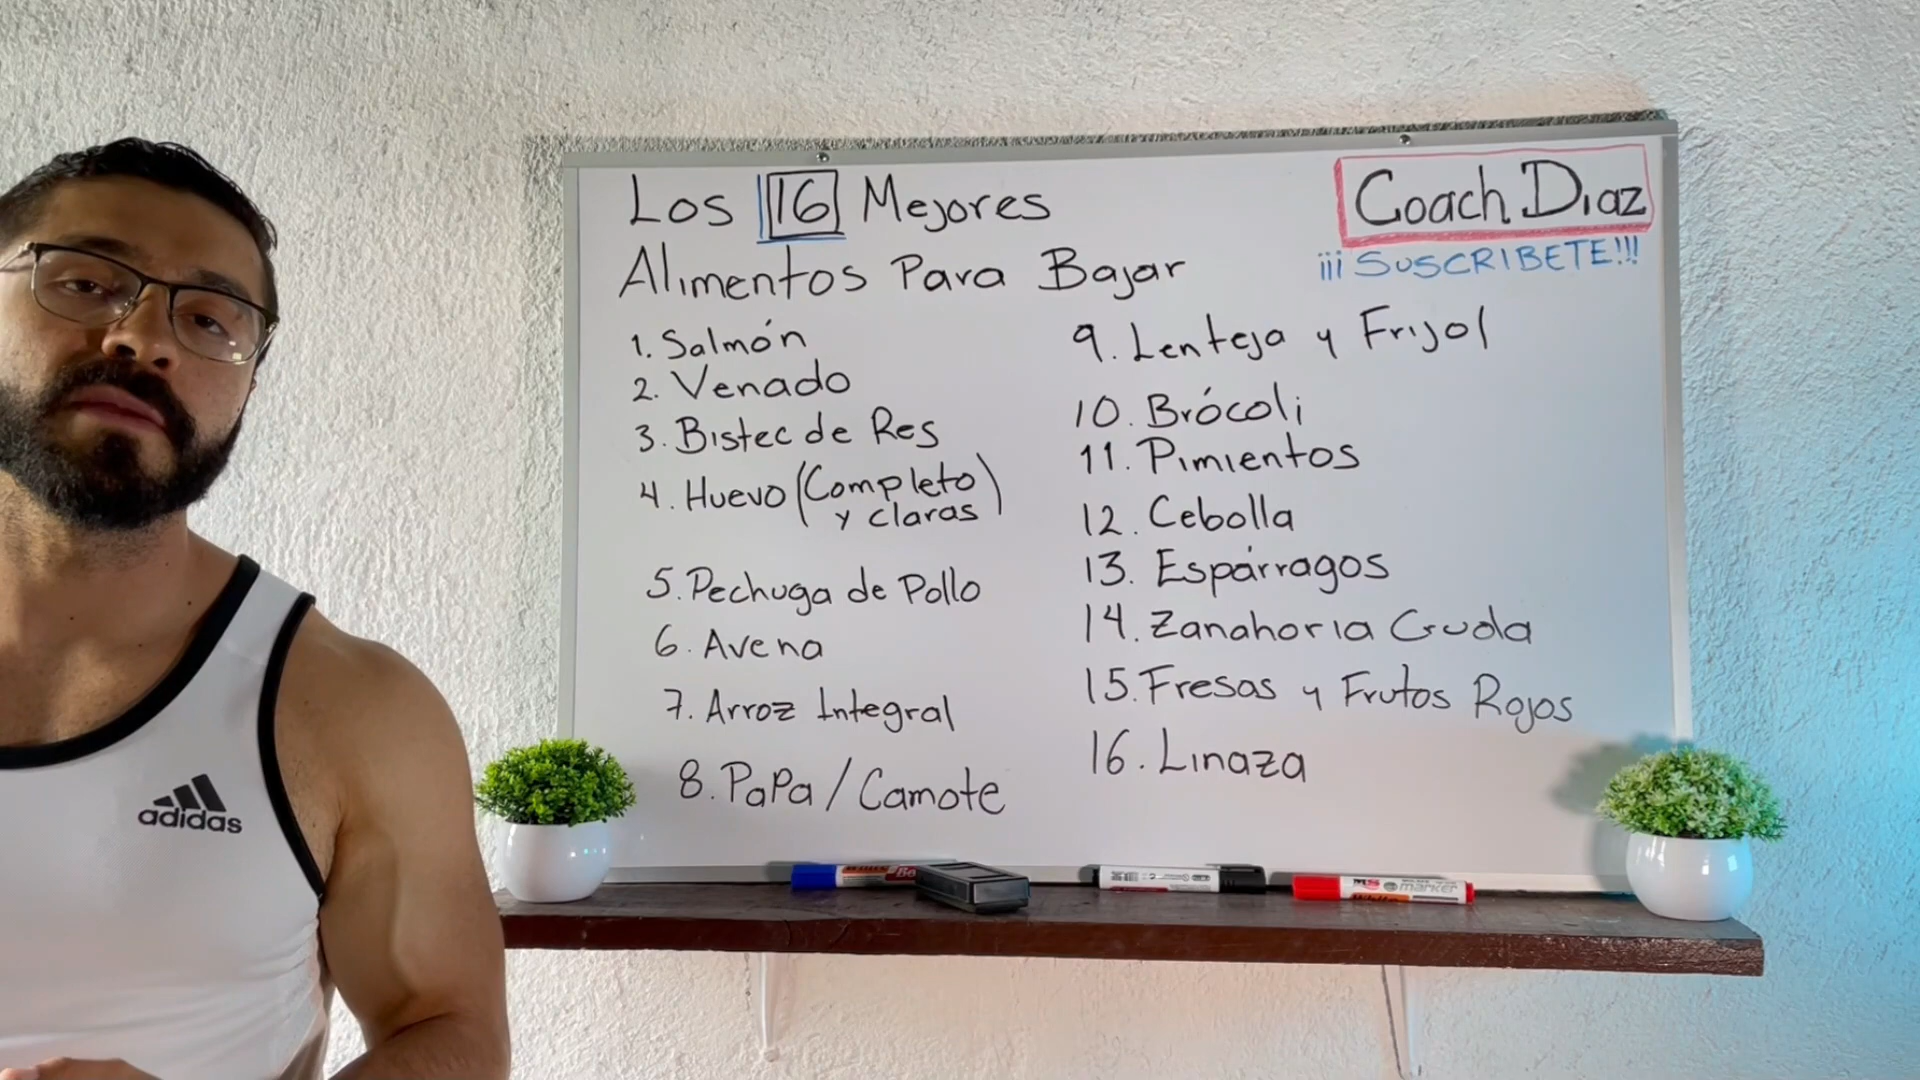 Los 16 Mejores
Alimentos Para Bajar
Coach Diaz
¡¡¡SUSCRIBETE!!!
1. Salmón
2. Venado
3. Bistec de Res
4. Huevo (Completo
y claras)
5. Pechuga de Pollo
6. Avena
7. Arroz Integral
8. Papa / Camote
9. Lenteja y Frijol
10. Brócoli
11. Pimientos
12. Cebolla
13. Espárragos
14. Zanahoria Cruda
15. Fresas y Frutos Rojos
16. Linaza
adidas
marker